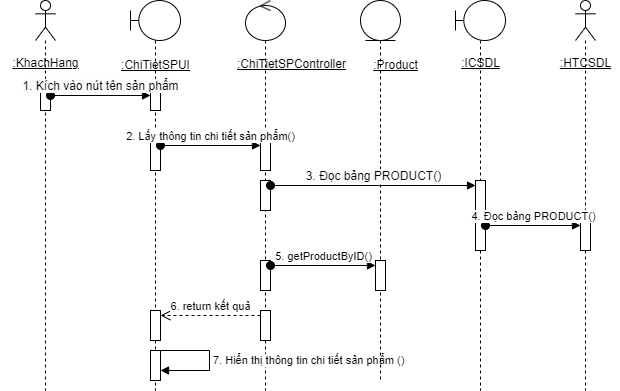 :KhachHang
:ChiTiếtSPUI
:ChiTietSPController
:Product
:ICSDL
:HTCSDL
1. Kích vào nút tên sản phẩm
2. Lấy thông tin chi tiết sản phẩm()
3. Đọc bảng PRODUCT()
4. Đọc bảng PRODUCT()
5. getProductByID()
6. return kết quả
7. Hiển thị thông tin chi tiết sản phẩm ()